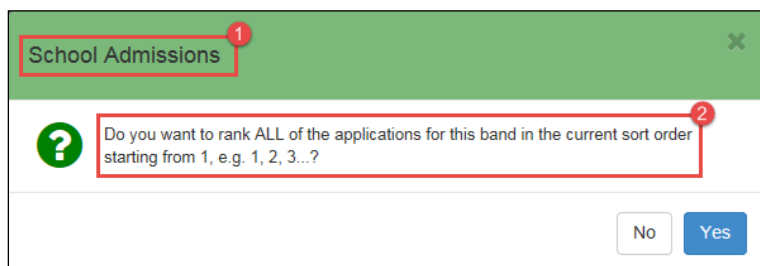 School Admissions
1
×
2
?
Do you want to rank ALL of the applications for this band in the current sort order
starting from 1, e.g. 1, 2, 3...?
No
Yes